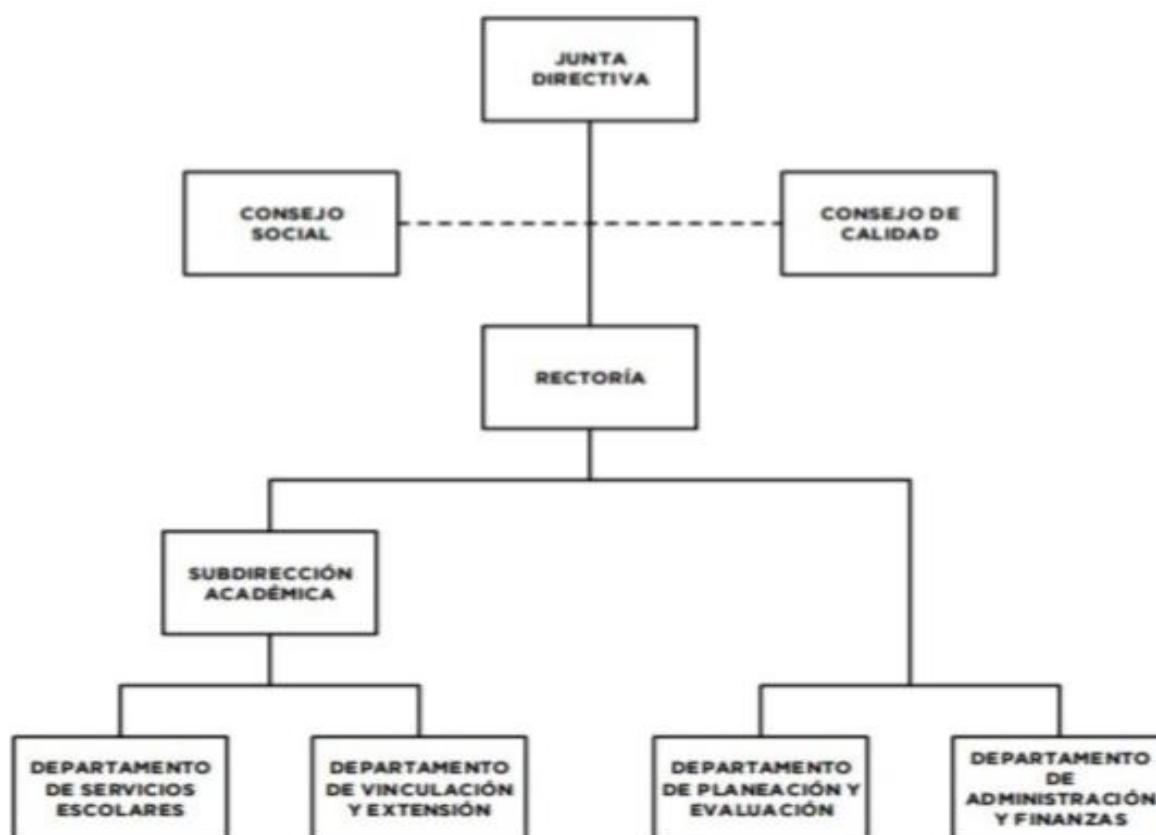 JUNTA
DIRECTIVA
CONSEJO
SOCIAL
CONSEJO DE
CALIDAD
RECTORÍA
SUBDIRECCIÓN
ACADÉMICA
DEPARTAMENTO
DE SERVICIOS
ESCOLARES
DEPARTAMENTO
DE VINCULACIÓN
Y EXTENSIÓN
DEPARTAMENTO
DE PLANEACIÓN Y
EVALUACIÓN
DEPARTAMENTO
DE
ADMINISTRACIÓN
Y FINANZAS